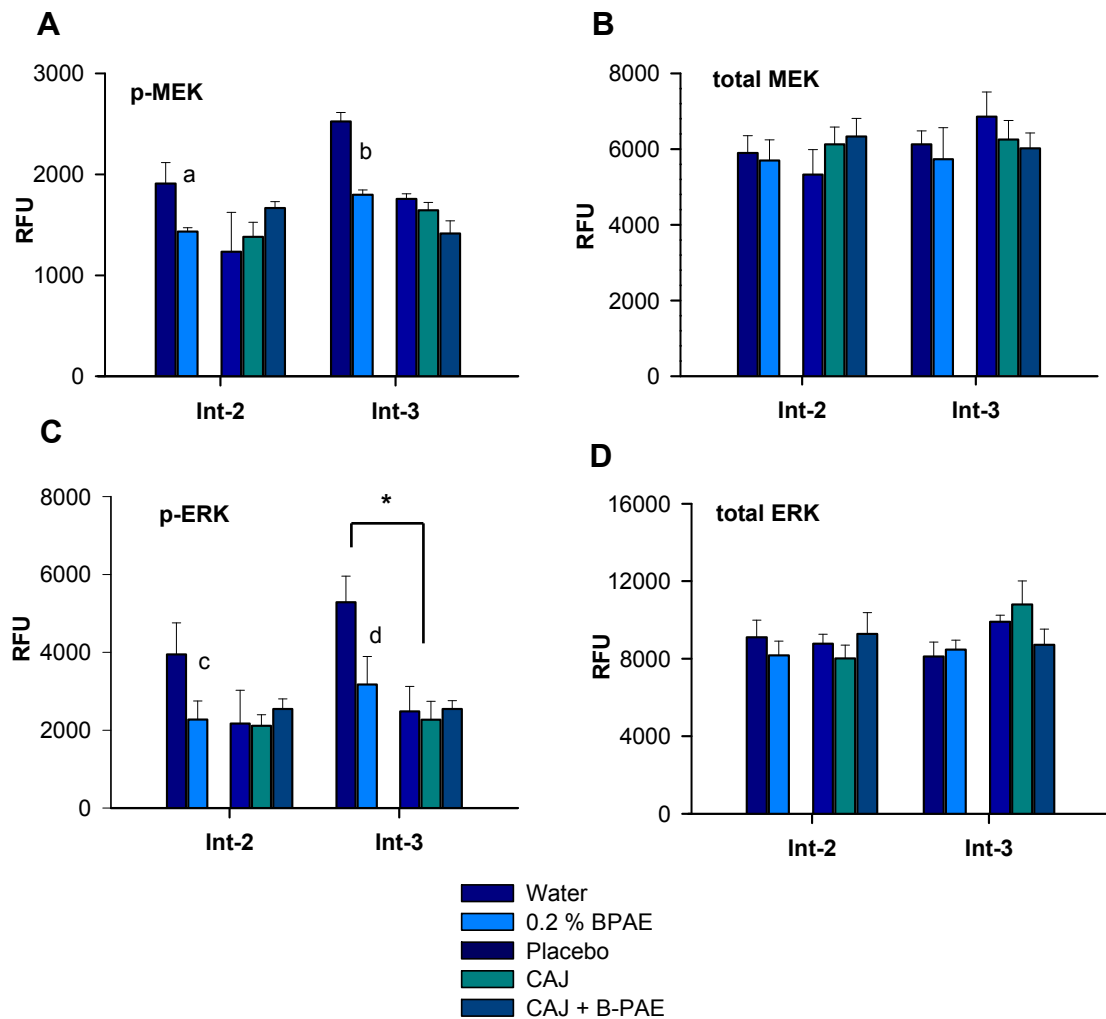 A
p-MEK
3000
2000
1000
0
RFU
a
b
Int-2
Int-3
B
total MEK
8000
6000
4000
2000
0
RFU
Int-2
Int-3
C
p-ERK
8000
6000
4000
2000
0
RFU
c
*
d
Int-2
Int-3
D
total ERK
16000
12000
8000
4000
0
RFU
Int-2
Int-3
Water
0.2 % BPAE
Placebo
CAJ
CAJ + B-PAE